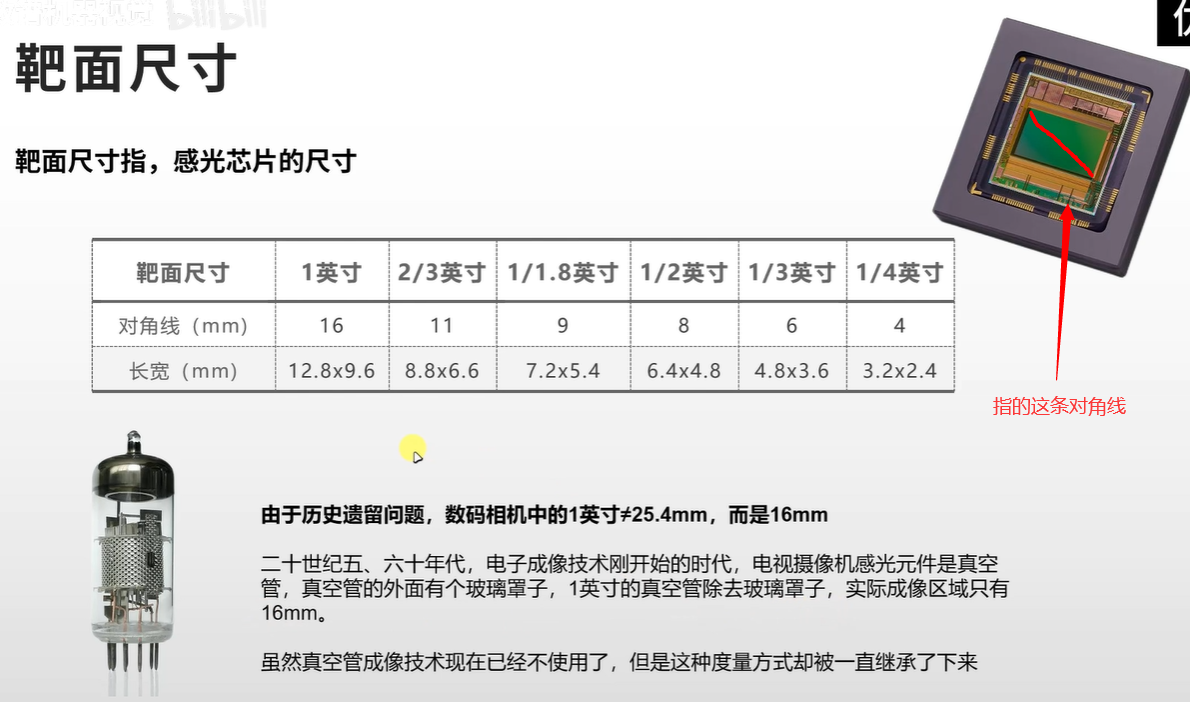 靶面尺寸
靶面尺寸指，感光芯片的尺寸
靶面尺寸 1英寸 2/3英寸 1/1.8英寸 1/2英寸 1/3英寸 1/4英寸
对角线（mm） 16 11 9 8 6 4
长宽（mm） 12.8x9.6 8.8x6.6 7.2x5.4 6.4x4.8 4.8x3.6 3.2x2.4
指的这条对角线
由于历史遗留问题，数码相机中的1英寸≠25.4mm，而是16mm
二十世纪五、六十年代，电子成像技术刚开始的时代，电视摄像机感光元件是真空
管，真空管的外面有个玻璃罩子，1英寸的真空管除去玻璃罩子，实际成像区域只有
16mm。
虽然真空管成像技术现在已经不使用了，但是这种度量方式却被一直继承了下来